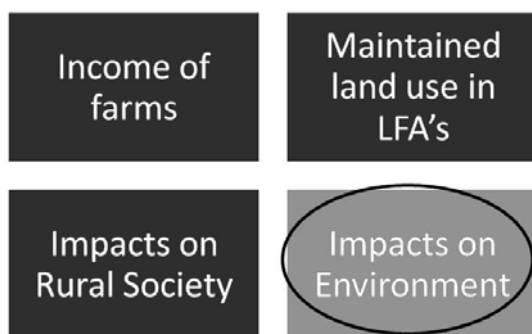 Income of
farms
Maintained
land use in
LFA's
Impacts on
Rural Society
Impacts on
Environment